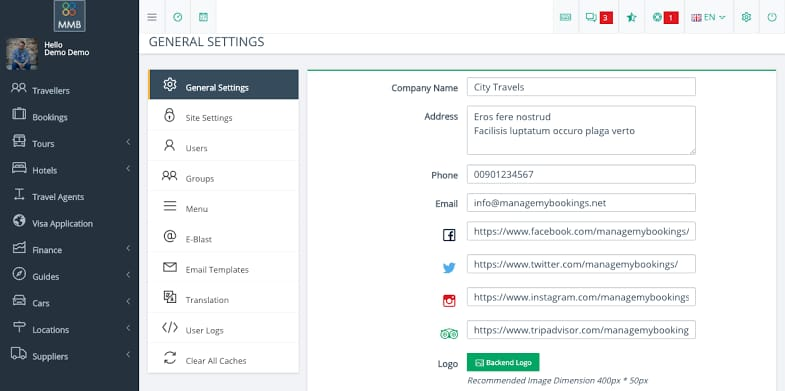 MMB
3
1
EN
Hello
Demo Demo
GENERAL SETTINGS
Travellers
Bookings
Tours
Hotels
Travel Agents
Visa Application
Finance
Guides
Cars
Locations
Suppliers
General Settings
Site Settings
Users
Groups
Menu
E-Blast
Email Templates
Translation
User Logs
Clear All Caches
Company Name
City Travels
Address
Eros fere nostrud
Facilisis luptatum occuro plaga verto
Phone
00901234567
Email
info@managemybookings.net
https://www.facebook.com/managemybookings/
https://www.twitter.com/managemybookings/
https://www.instagram.com/managemybookings
https://www.tripadvisor.com/managemybooking
Logo
Backend Logo
Recommended Image Dimension 400px * 50px